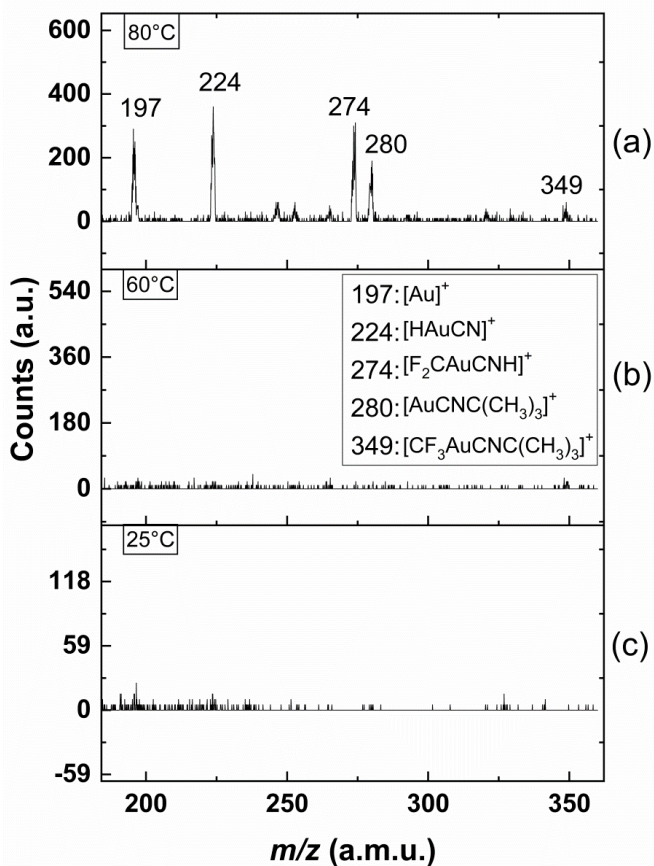 80°C
600
400
200
0
197
224
274
280
349
(a)
60°C
540
360
180
0
197:[Au]⁺
224:[HAuCN]⁺
274:[F₂CAuCNH]⁺
280:[AuCNC(CH₃)₃]⁺
349:[CF₃AuCNC(CH₃)₃]⁺
(b)
Counts (a.u.)
25°C
118
59
0
-59
(c)
200 250 300 350
m/z (a.m.u.)